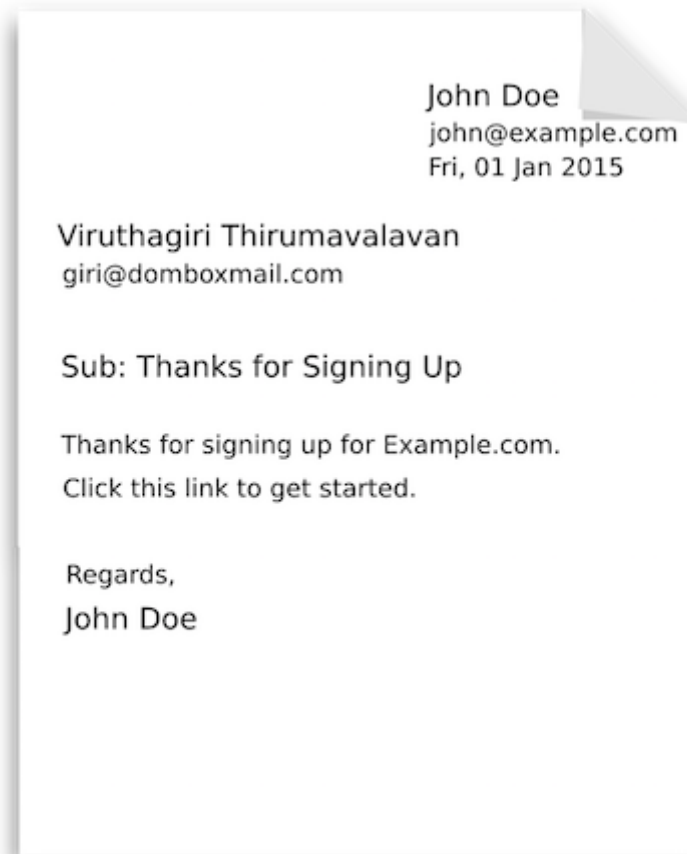 John Doe
john@example.com
Fri, 01 Jan 2015
Viruthagiri Thirumavalavan
giri@domboxmail.com
Sub: Thanks for Signing Up
Thanks for signing up for Example.com.
Click this link to get started.
Regards,
John Doe